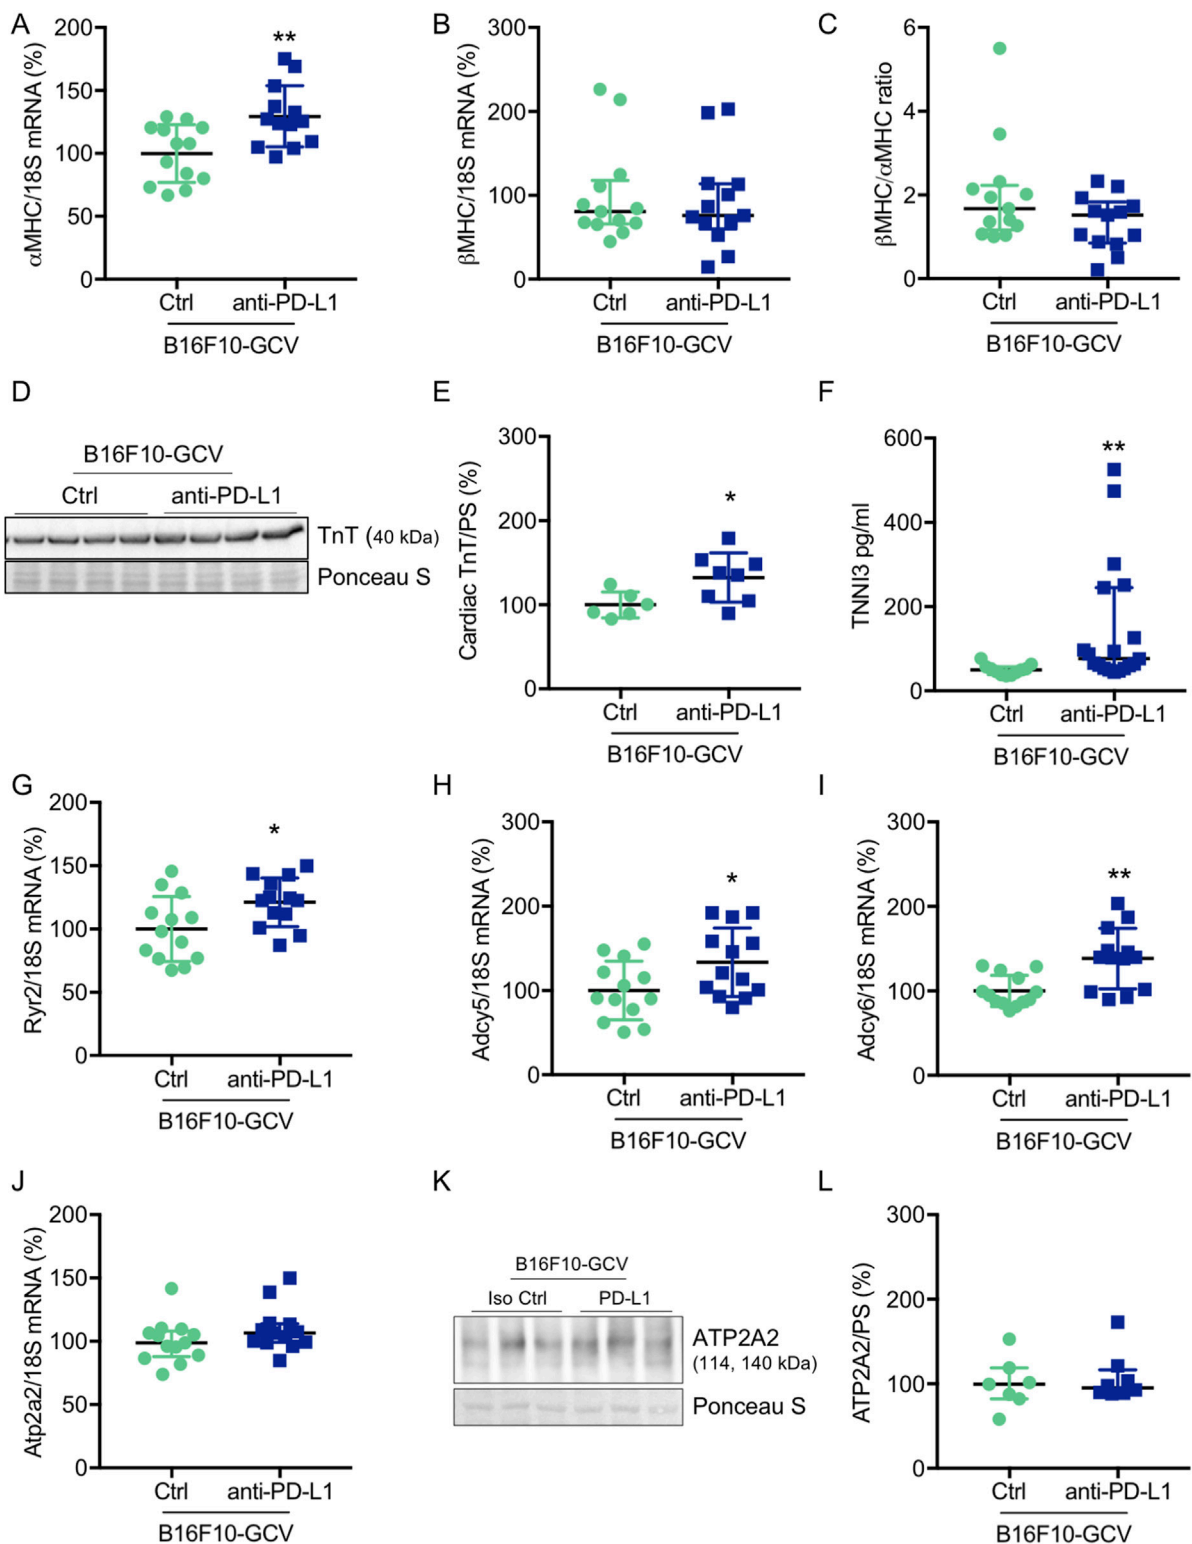 A
αMHC/18S mRNA (%)
200
150
100
50
0
**
Ctrl anti-PD-L1
B16F10-GCV
B
βMHC/18S mRNA (%)
300
200
100
0
Ctrl anti-PD-L1
B16F10-GCV
C
βMHC/αMHC ratio
6
4
2
0
Ctrl anti-PD-L1
B16F10-GCV
D
B16F10-GCV
Ctrl anti-PD-L1
TnT (40 kDa)
Ponceau S
E
Cardiac TnT/PS (%)
300
200
100
0
*
Ctrl anti-PD-L1
B16F10-GCV
F
TNNI3 pg/ml
600
400
200
0
**
Ctrl anti-PD-L1
B16F10-GCV
G
Ryr2/18S mRNA (%)
200
150
100
50
0
*
Ctrl anti-PD-L1
B16F10-GCV
H
Adcy5/18S mRNA (%)
300
200
100
0
*
Ctrl anti-PD-L1
B16F10-GCV
I
Adcy6/18S mRNA (%)
300
200
100
0
**
Ctrl anti-PD-L1
B16F10-GCV
J
Atp2a2/18S mRNA (%)
200
150
100
50
0
Ctrl anti-PD-L1
B16F10-GCV
K
B16F10-GCV
Iso Ctrl PD-L1
ATP2A2
(114, 140 kDa)
Ponceau S
L
ATP2A2/PS (%)
300
200
100
0
Ctrl anti-PD-L1
B16F10-GCV